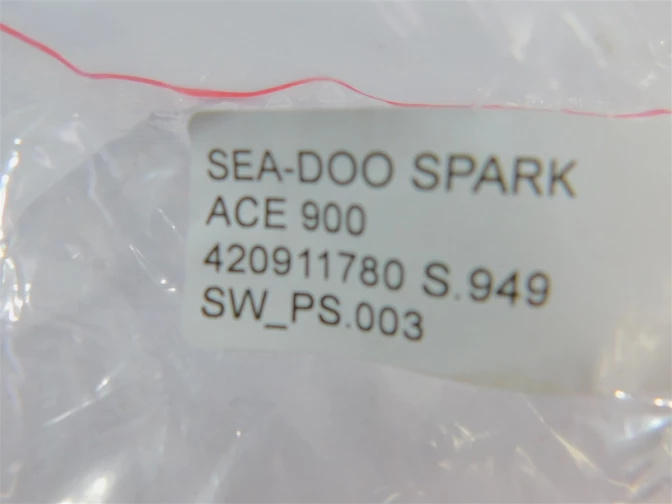 SEA-DOO SPARK
ACE 900
420911780 S.949
SW_PS.003